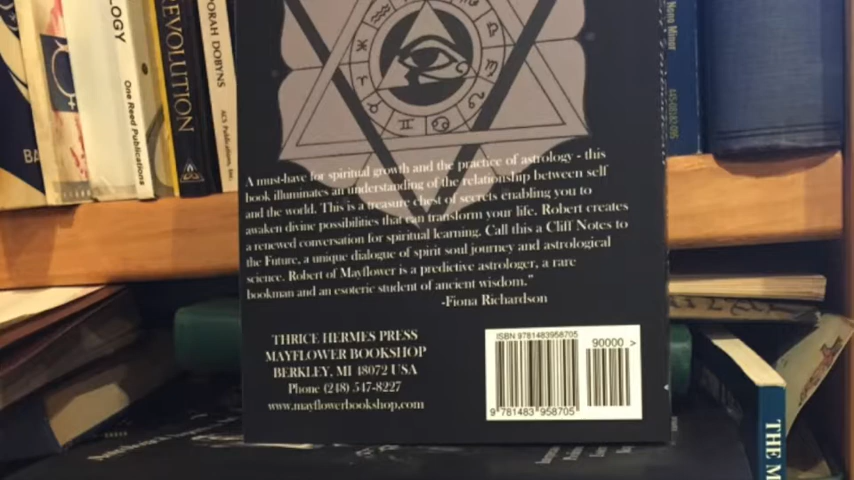 OLOGY
One Reed Publications
REVOLUTION
DEBORAH DOBYNS
ACS Publications, Inc.
A must-have for spiritual growth and the practice of astrology - this
book illuminates an understanding of the relationship between self
and the world. This is a treasure chest of secrets enabling you to
awaken divine possibilities that can transform your life. Robert creates
a renewed conversation for spiritual learning. Call this a Cliff Notes to
the Future, a unique dialogue of spirit soul journey and astrological
science. Robert of Mayflower is a predictive astrologer, a rare
bookman and an esoteric student of ancient wisdom."
-Fiona Richardson
THRICE HERMES PRESS
MAYFLOWER BOOKSHOP
BERKLEY, MI 48072 USA
Phone (248) 547-8227
www.mayflowerbookshop.com
ISBN 9781483958705
90000 >
9 781483 958705
THE M